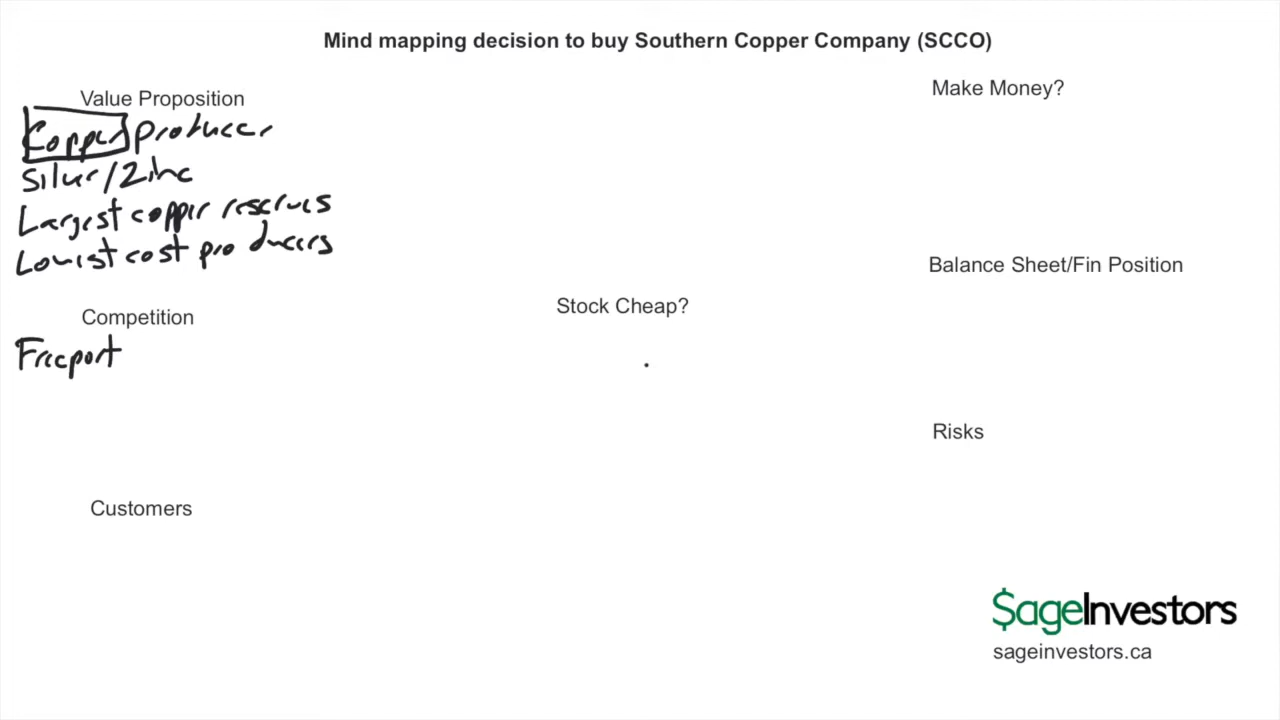 Mind mapping decision to buy Southern Copper Company (SCCO)
Value Proposition
Copper producer
Silver/Zinc
Largest copper reserves
Lowest cost producers
Competition
Freeport
Customers
Stock Cheap?
Make Money?
Balance Sheet/Fin Position
Risks
$ageInvestors
sageinvestors.ca